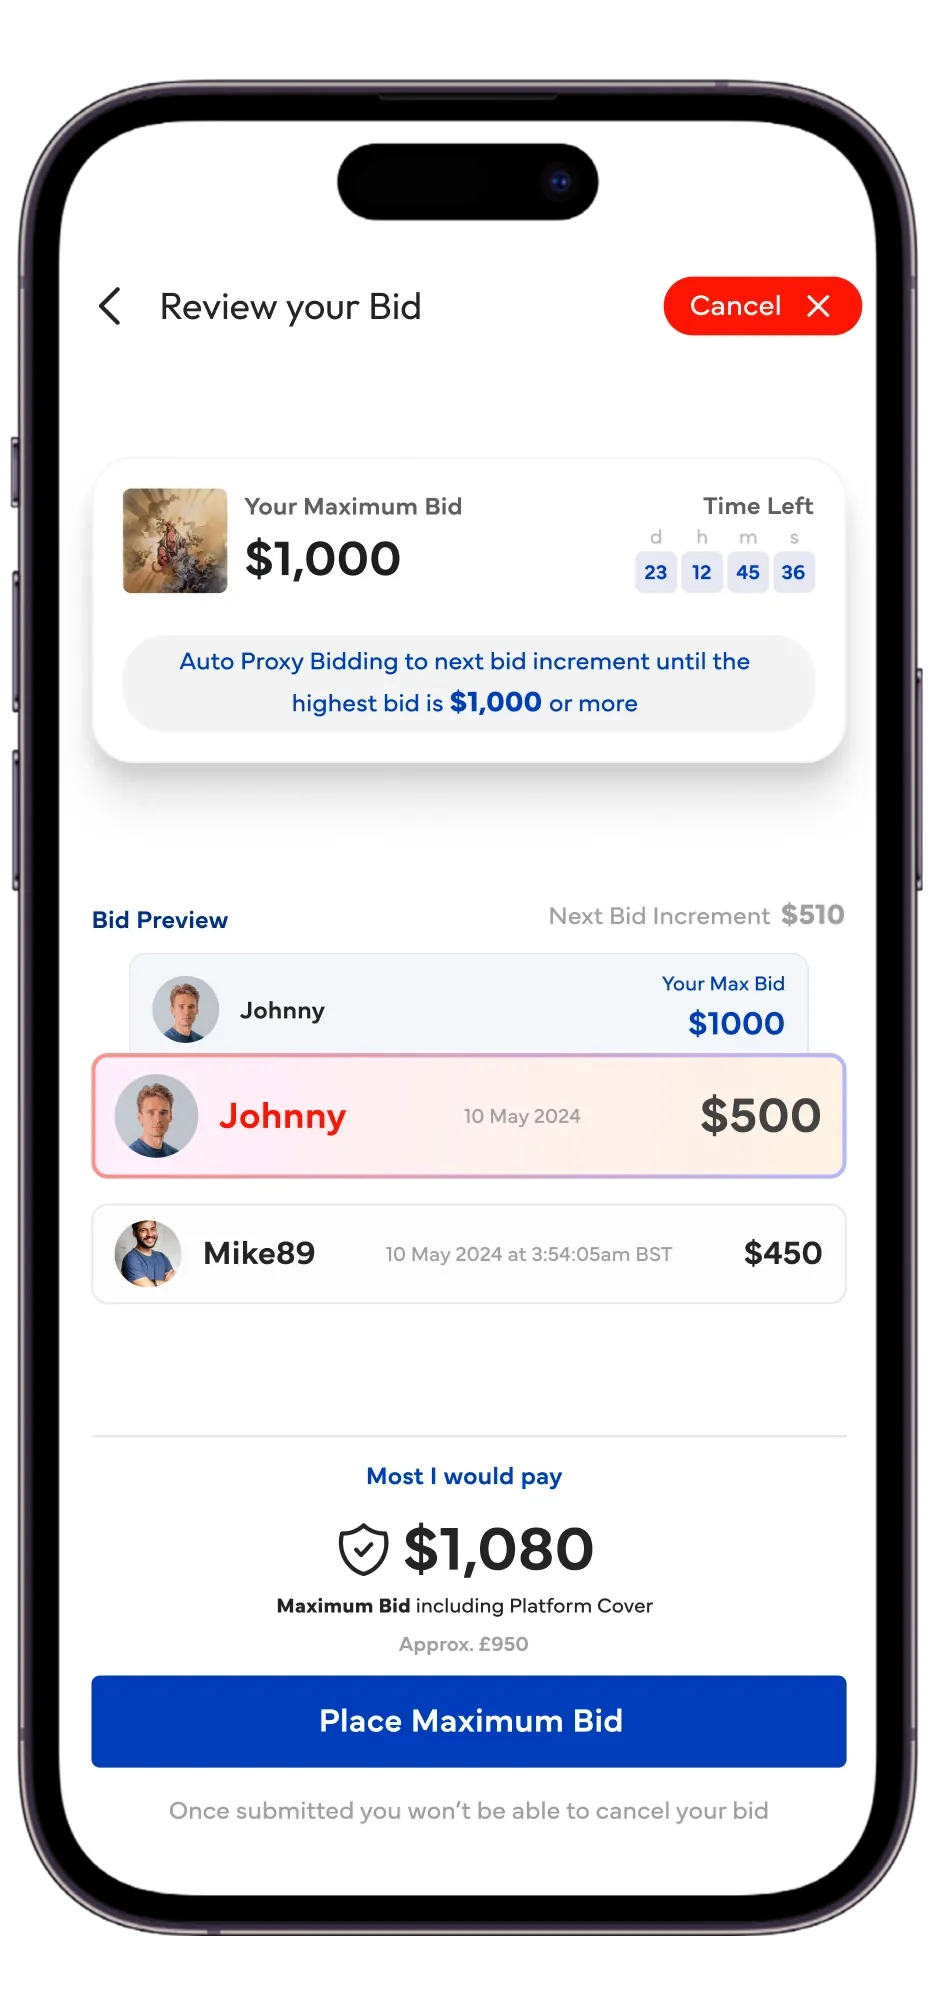 Review your Bid
Cancel
Your Maximum Bid
$1,000
Time Left
d h m s
23 12 45 36
Auto Proxy Bidding to next bid increment until the
highest bid is $1,000 or more
Bid Preview
Next Bid Increment $510
Johnny
Your Max Bid
$1000
Johnny 10 May 2024 $500
Mike89 10 May 2024 at 3:54:05am BST $450
Most I would pay
$1,080
Maximum Bid including Platform Cover
Approx. £950
Place Maximum Bid
Once submitted you won't be able to cancel your bid